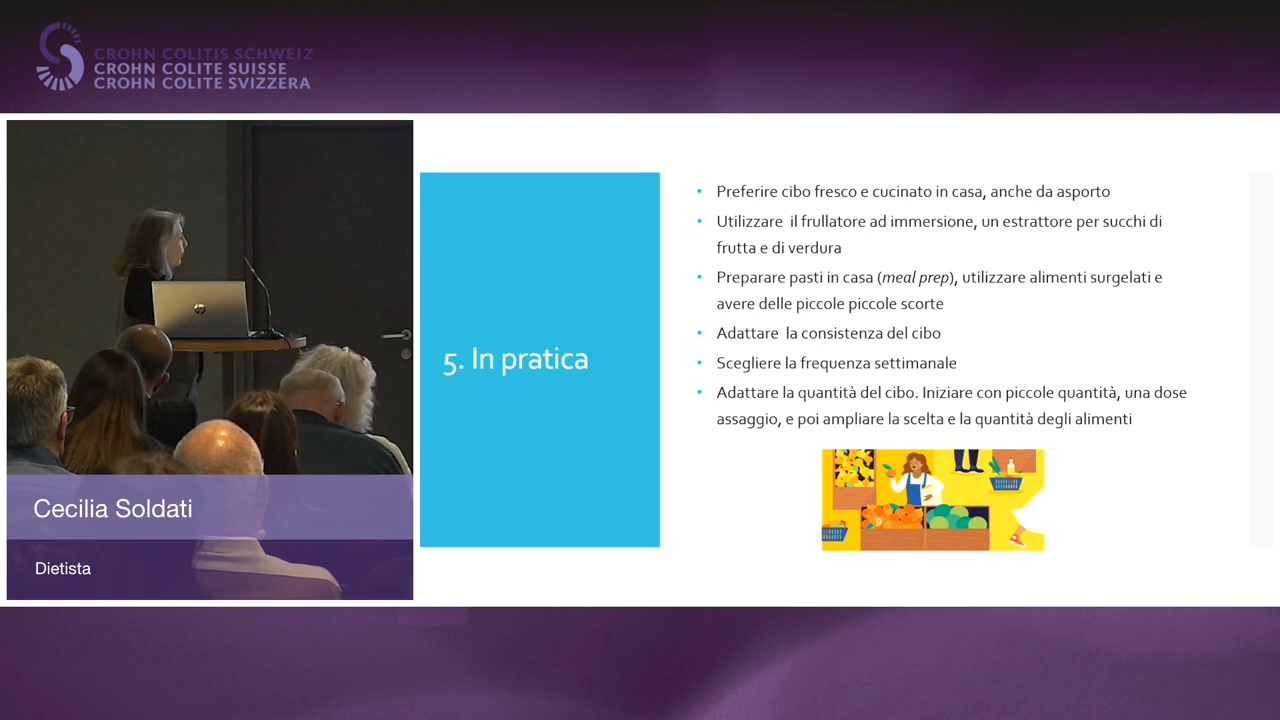 CROHN COLITIS SCHWEIZ
CROHN COLITE SUISSE
CROHN COLITE SVIZZERA
Cecilia Soldati
Dietista
5. In pratica
• Preferire cibo fresco e cucinato in casa, anche da asporto
• Utilizzare  il frullatore ad immersione, un estrattore per succhi di
frutta e di verdura
• Preparare pasti in casa (meal prep), utilizzare alimenti surgelati e
avere delle piccole piccole scorte
• Adattare  la consistenza del cibo
• Scegliere la frequenza settimanale
• Adattare la quantità del cibo. Iniziare con piccole quantità, una dose
assaggio, e poi ampliare la scelta e la quantità degli alimenti